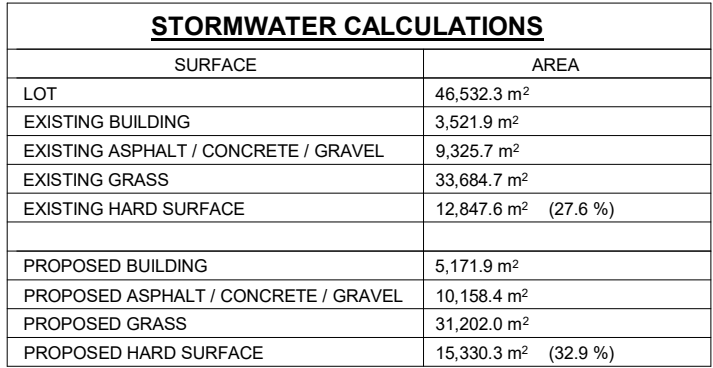 STORMWATER CALCULATIONS
SURFACE AREA
LOT 46,532.3 m²
EXISTING BUILDING 3,521.9 m²
EXISTING ASPHALT / CONCRETE / GRAVEL 9,325.7 m²
EXISTING GRASS 33,684.7 m²
EXISTING HARD SURFACE 12,847.6 m² (27.6 %)
PROPOSED BUILDING 5,171.9 m²
PROPOSED ASPHALT / CONCRETE / GRAVEL 10,158.4 m²
PROPOSED GRASS 31,202.0 m²
PROPOSED HARD SURFACE 15,330.3 m² (32.9 %)